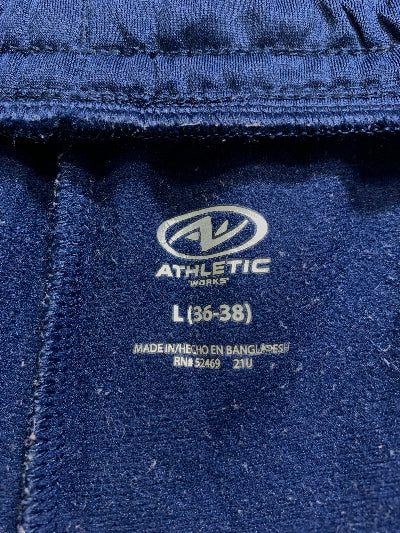 ATHLETIC
WORKS
L (36-38)
MADE IN/HECHO EN BANGLADESH
RN# 52469 21U